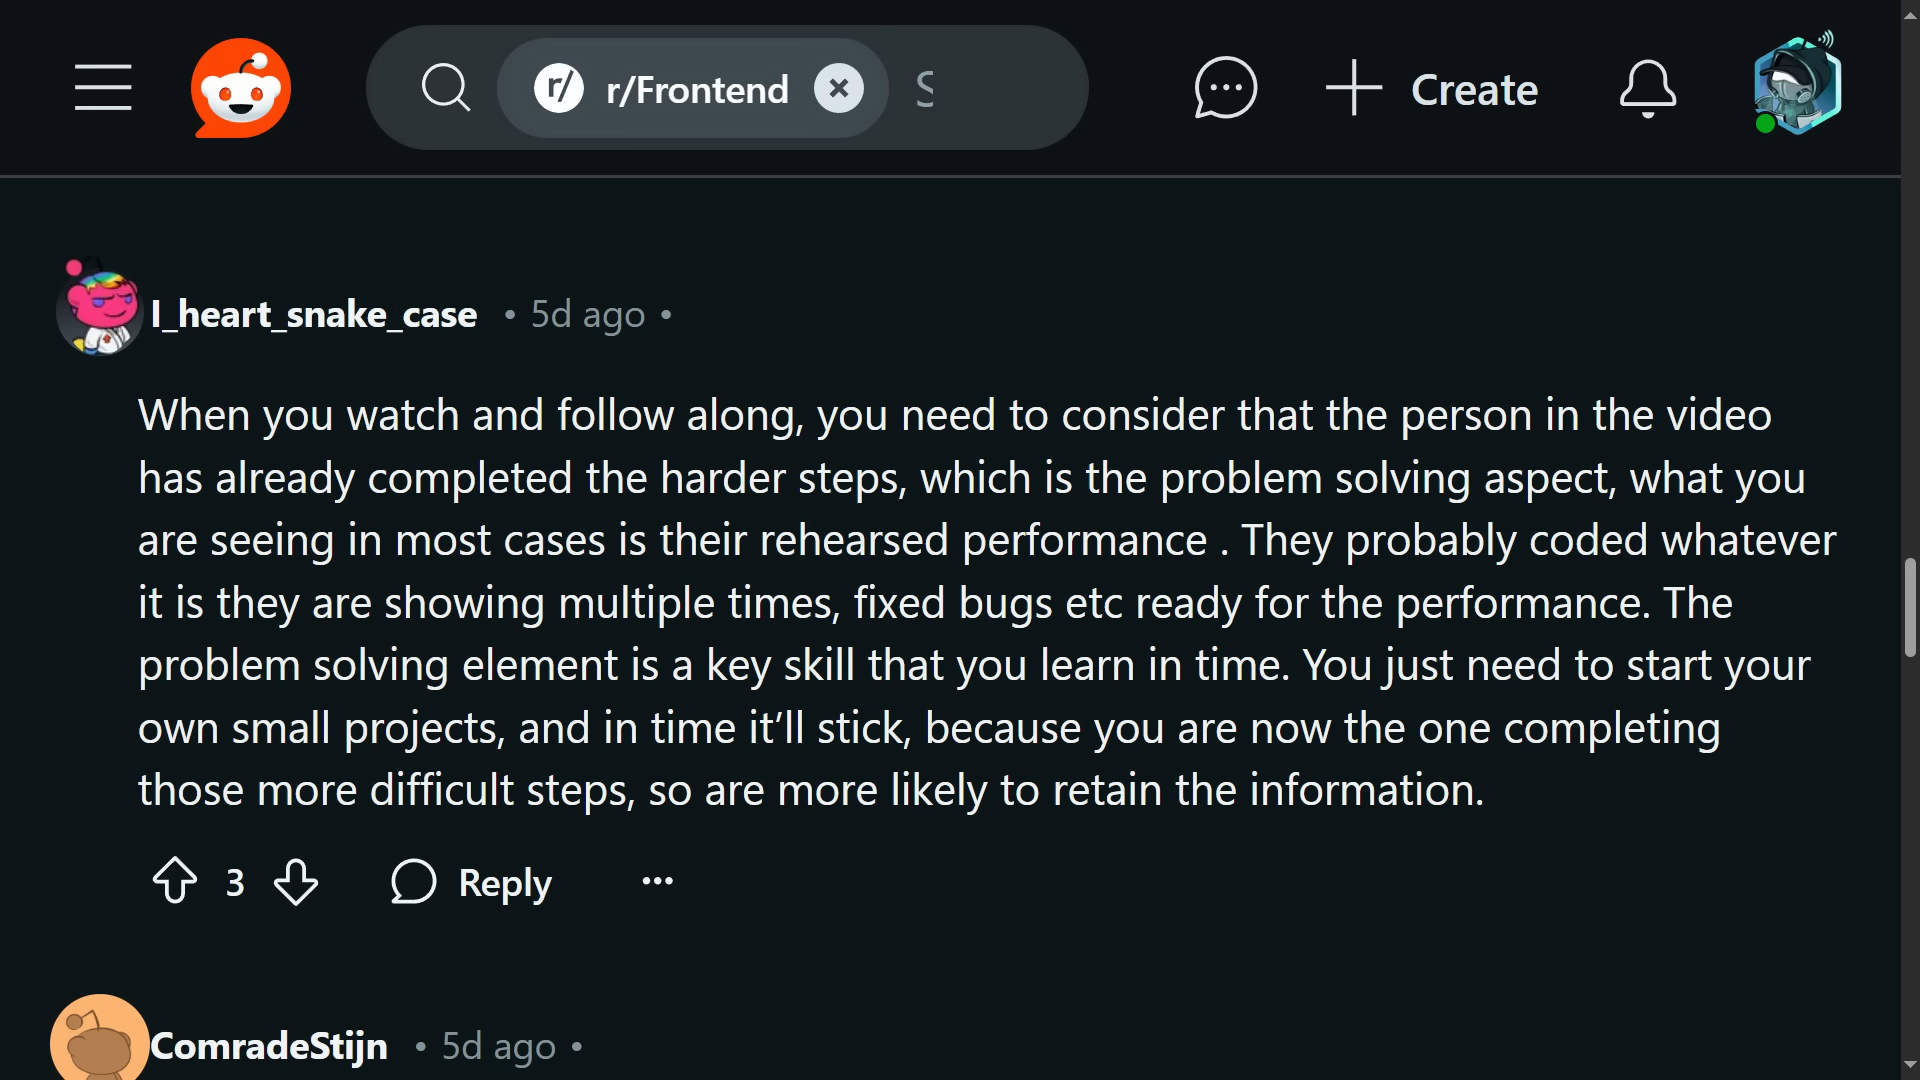 r/ r/Frontend S
Create
I_heart_snake_case • 5d ago •
When you watch and follow along, you need to consider that the person in the video
has already completed the harder steps, which is the problem solving aspect, what you
are seeing in most cases is their rehearsed performance . They probably coded whatever
it is they are showing multiple times, fixed bugs etc ready for the performance. The
problem solving element is a key skill that you learn in time. You just need to start your
own small projects, and in time it’ll stick, because you are now the one completing
those more difficult steps, so are more likely to retain the information.
3 Reply
ComradeStijn • 5d ago •